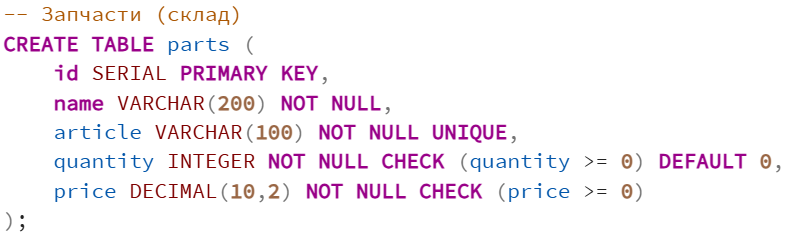 -- Запчасти (склад)
CREATE TABLE parts (
    id SERIAL PRIMARY KEY,
    name VARCHAR(200) NOT NULL,
    article VARCHAR(100) NOT NULL UNIQUE,
    quantity INTEGER NOT NULL CHECK (quantity >= 0) DEFAULT 0,
    price DECIMAL(10,2) NOT NULL CHECK (price >= 0)
);